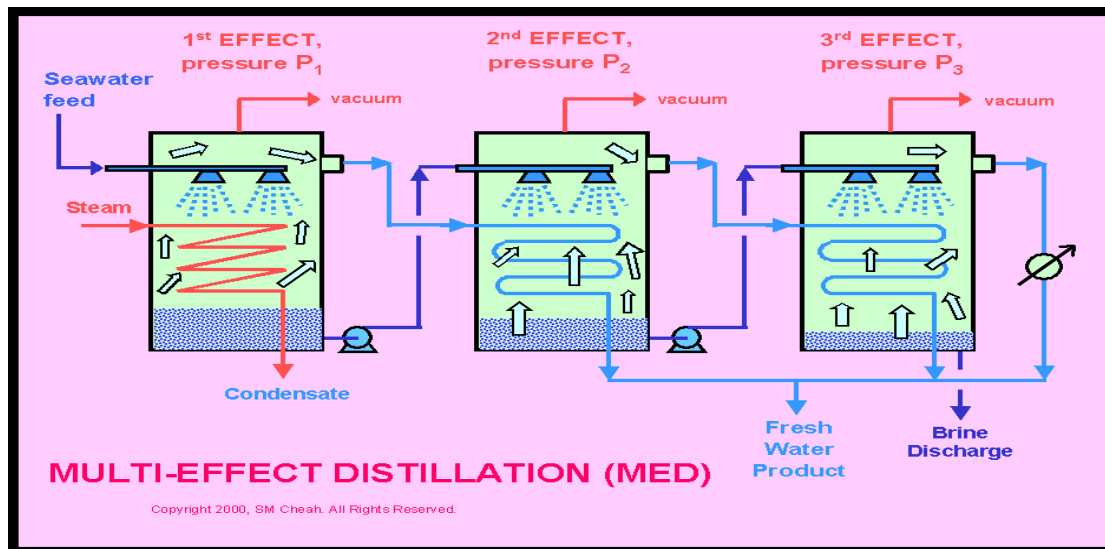 1st EFFECT,
pressure P1
2nd EFFECT,
pressure P2
3rd EFFECT,
pressure P3
Seawater
feed
vacuum
vacuum
vacuum
Steam
Condensate
Fresh
Water
Product
Brine
Discharge
MULTI-EFFECT DISTILLATION (MED)
Copyright 2000, SM Cheah. All Rights Reserved.